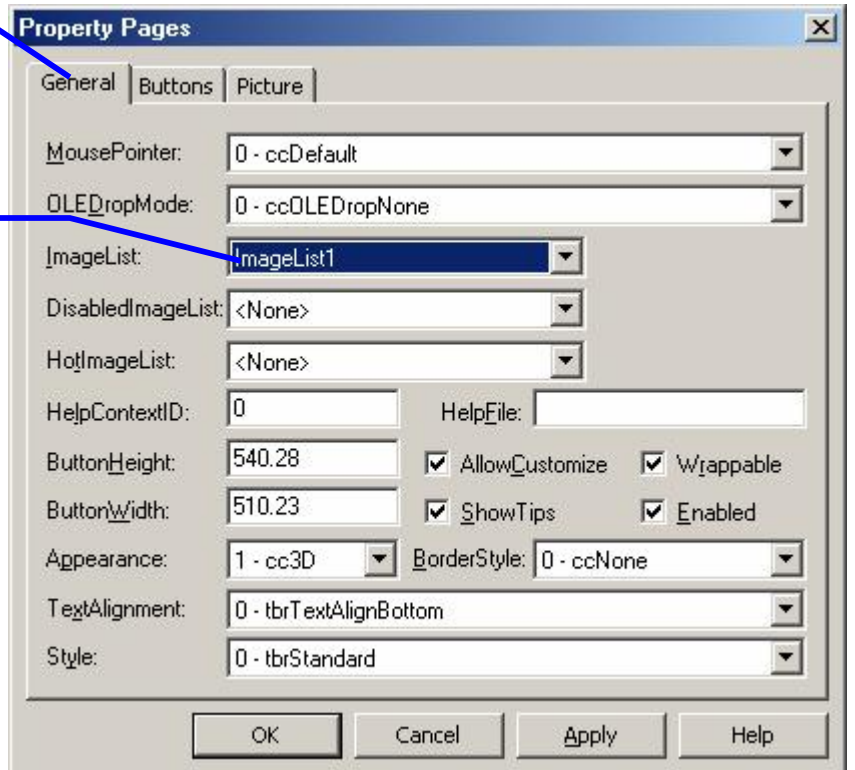 Property Pages
General Buttons Picture
MousePointer: 0 - ccDefault
OLEDropMode: 0 - ccOLEDropNone
ImageList: ImageList1
DisabledImageList: <None>
HotImageList: <None>
HelpContextID: 0 HelpFile:
ButtonHeight: 540.28 AllowCustomize Wrappable
ButtonWidth: 510.23 ShowTips Enabled
Appearance: 1 - cc3D BorderStyle: 0 - ccNone
TextAlignment: 0 - tbrTextAlignBottom
Style: 0 - tbrStandard
OK Cancel Apply Help